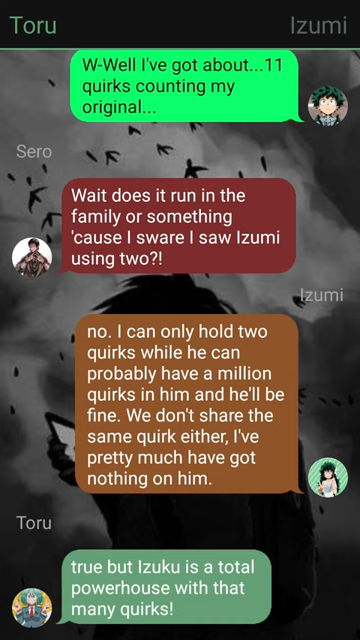 Toru Izumi
W-Well I've got about...11
quirks counting my
original...
Sero
Wait does it run in the
family or something
'cause I sware I saw Izumi
using two?!
Izumi
no. I can only hold two
quirks while he can
probably have a million
quirks in him and he'll be
fine. We don't share the
same quirk either, I've
pretty much have got
nothing on him.
Toru
true but Izuku is a total
powerhouse with that
many quirks!